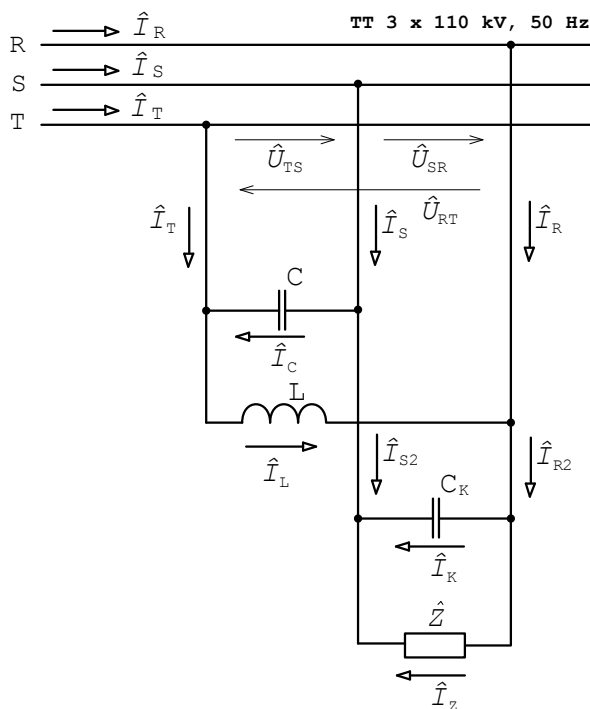 TT 3 x 110 kV, 50 Hz
R Î_R
S Î_S
T Î_T
Û_TS Û_SR
Û_RT
Î_T Î_S Î_R
C
Î_C
L
Î_L Î_S2 Î_R2
C_K
Î_K
Ẑ
Î_Z